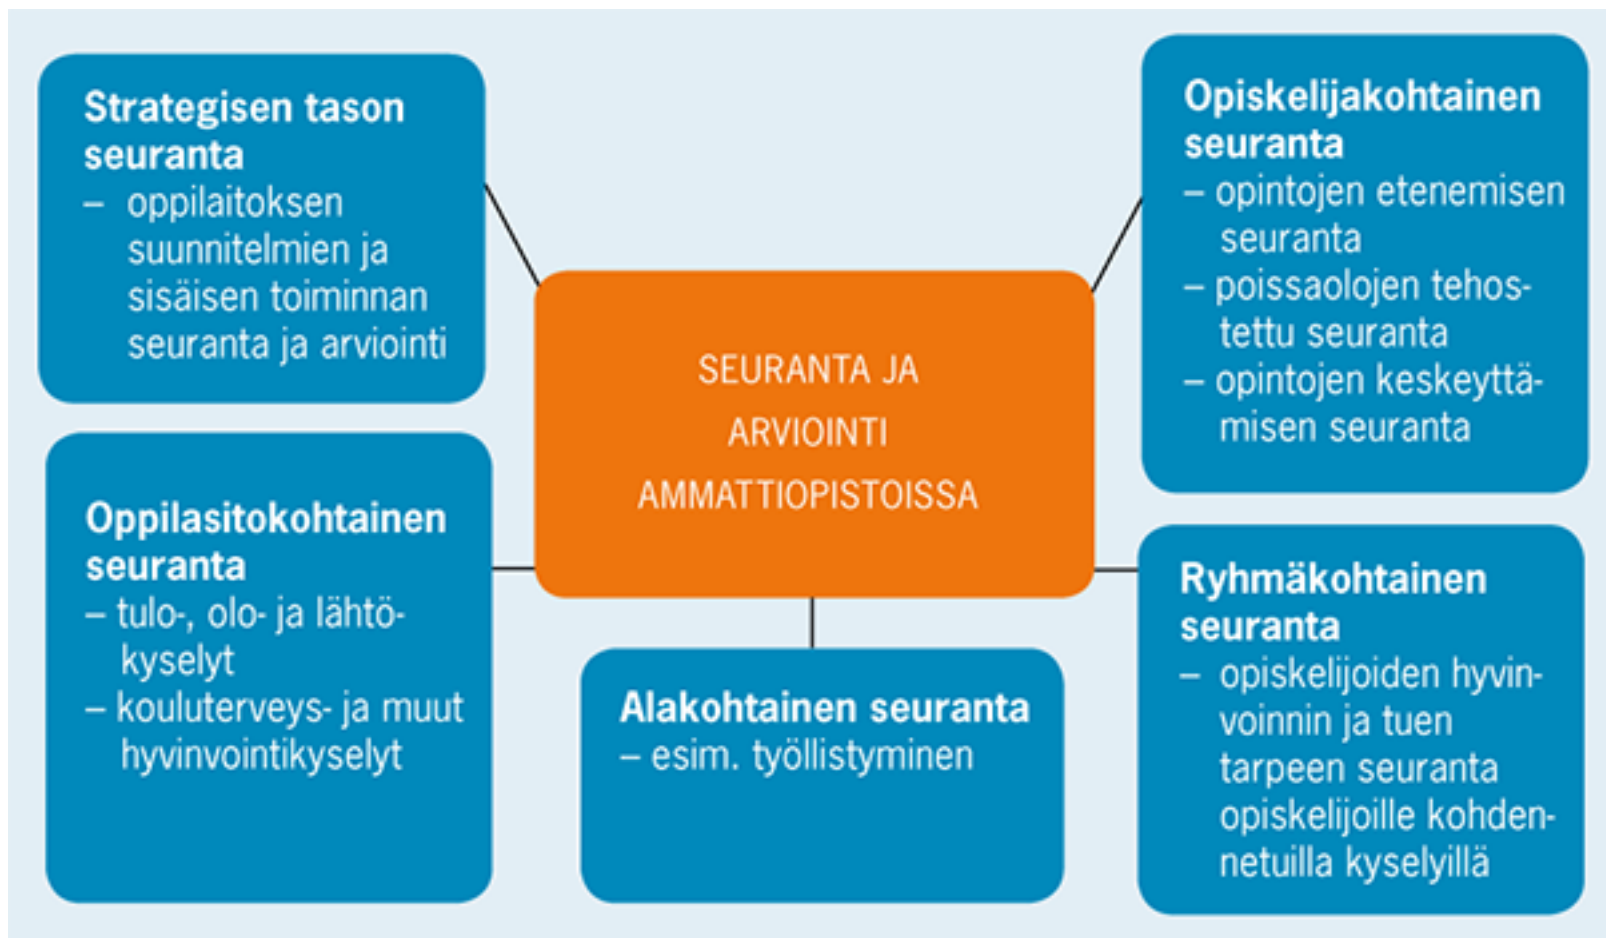 Strategisen tason
seuranta
– oppilaitoksen
suunnitelmien ja
sisäisen toiminnan
seuranta ja arviointi
Opiskelijakohtainen
seuranta
– opintojen etenemisen
seuranta
– poissaolojen tehos-
tettu seuranta
– opintojen keskeyttä-
misen seuranta
SEURANTA JA
ARVIOINTI
AMMATTIOPISTOISSA
Oppilasitokohtainen
seuranta
– tulo-, olo- ja lähtö-
kyselyt
– kouluterveys- ja muut
hyvinvointikyselyt
Alakohtainen seuranta
– esim. työllistyminen
Ryhmäkohtainen
seuranta
– opiskelijoiden hyvin-
voinnin ja tuen
tarpeen seuranta
opiskelijoille kohden-
netuilla kyselyillä